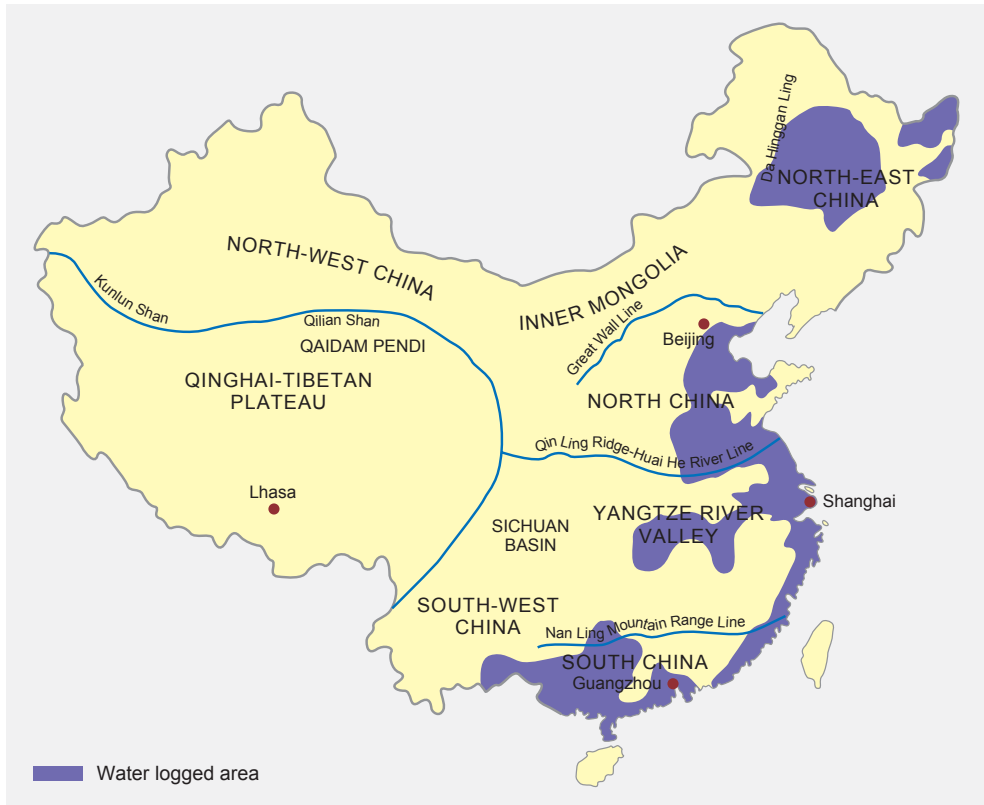 Da Hinggan Ling
NORTH-EAST
CHINA
NORTH-WEST CHINA
INNER MONGOLIA
Kunlun Shan
Qilian Shan
Great Wall Line
Beijing
QAIDAM PENDI
QINGHAI-TIBETAN
PLATEAU
NORTH CHINA
Qin Ling Ridge-Huai He River Line
Lhasa
Shanghai
SICHUAN
BASIN
YANGTZE RIVER
VALLEY
SOUTH-WEST
CHINA
Nan Ling Mountain Range Line
SOUTH CHINA
Guangzhou
Water logged area